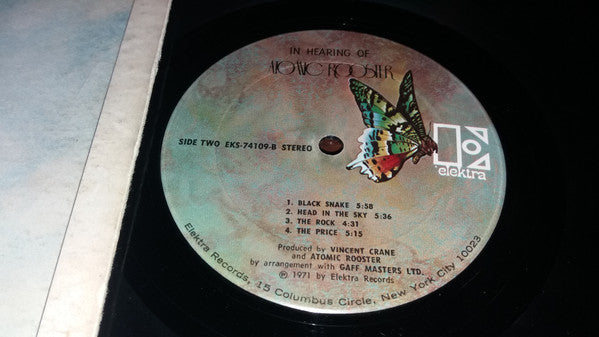 IN HEARING OF
ATOMIC ROOSTER
SIDE TWO EKS-74109-B STEREO
elektra
1. BLACK SNAKE 5:58
2. HEAD IN THE SKY 5:36
3. THE ROCK 4:31
4. THE PRICE 5:15
Produced by VINCENT CRANE
and ATOMIC ROOSTER
by arrangement with GAFF MASTERS LTD.
℗ 1971 by Elektra Records
Elektra Records, 15 Columbus Circle, New York City 10023